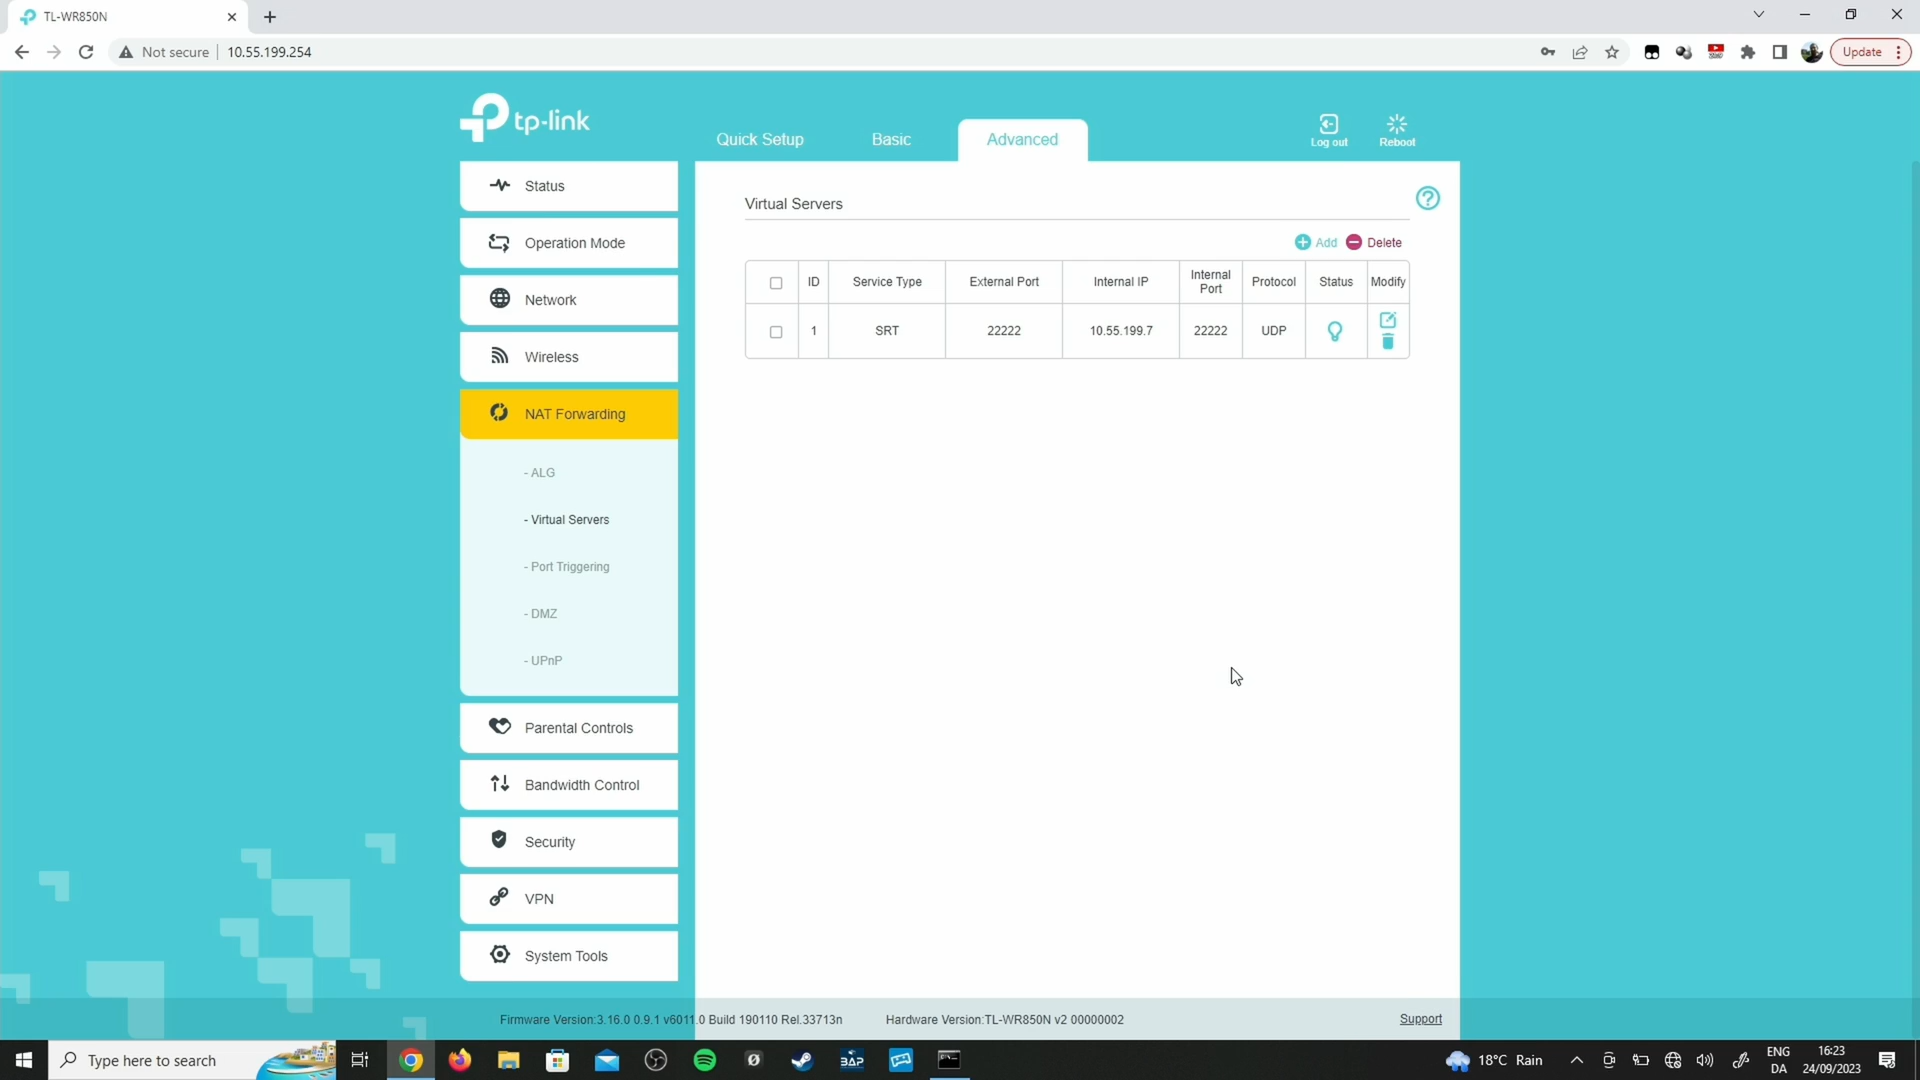 TL-WR850N
Not secure
10.55.199.254
Update
tp-link
Quick Setup
Basic
Advanced
Log out
Reboot
Status
Operation Mode
Network
Wireless
NAT Forwarding
- ALG
- Virtual Servers
- Port Triggering
- DMZ
- UPnP
Parental Controls
Bandwidth Control
Security
VPN
System Tools
Virtual Servers
Add
Delete
ID
Service Type
External Port
Internal IP
Internal
Port
Protocol
Status
Modify
1
SRT
22222
10.55.199.7
22222
UDP
Firmware Version:3.16.0 0.9.1 v6011.0 Build 190110 Rel.33713n
Hardware Version:TL-WR850N v2 00000002
Support
Type here to search
BAP
18°C Rain
ENG
DA
16:23
24/09/2023